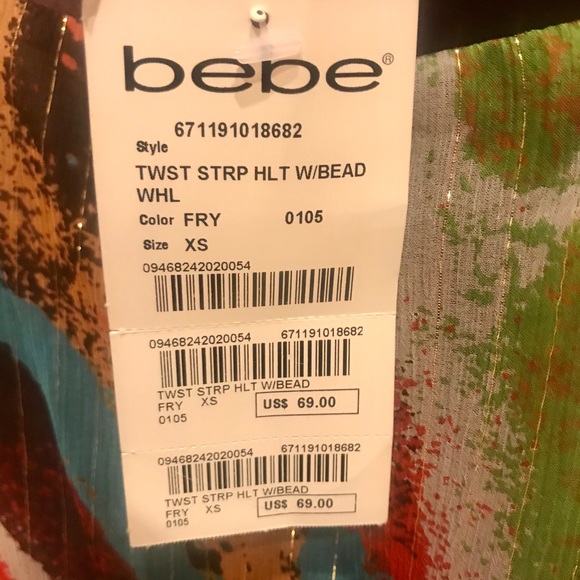 bebe®
671191018682
Style
TWST STRP HLT W/BEAD
WHL
Color FRY 0105
Size XS
09468242020054
09468242020054 671191018682
TWST STRP HLT W/BEAD
FRY XS US$ 69.00
0105
09468242020054 671191018682
TWST STRP HLT W/BEAD
FRY XS US$ 69.00
0105